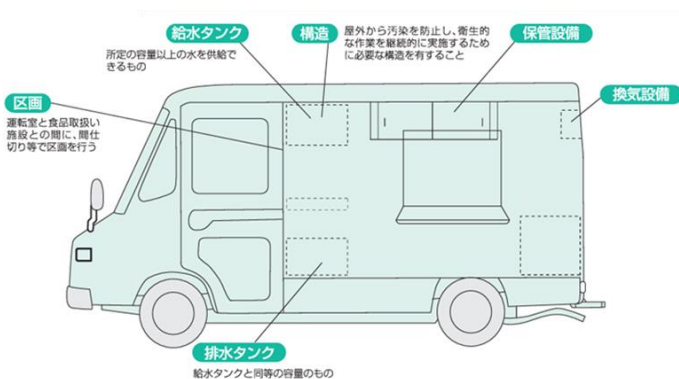 給水タンク
所定の容量以上の水を供給で
きるもの
構造
屋外から汚染を防止し、衛生的
な作業を継続的に実施するため
に必要な構造を有すること
保管設備
換気設備
区画
運転室と食品取扱い
施設との間に、間仕
切り等で区画を行う
排水タンク
給水タンクと同等の容量のもの